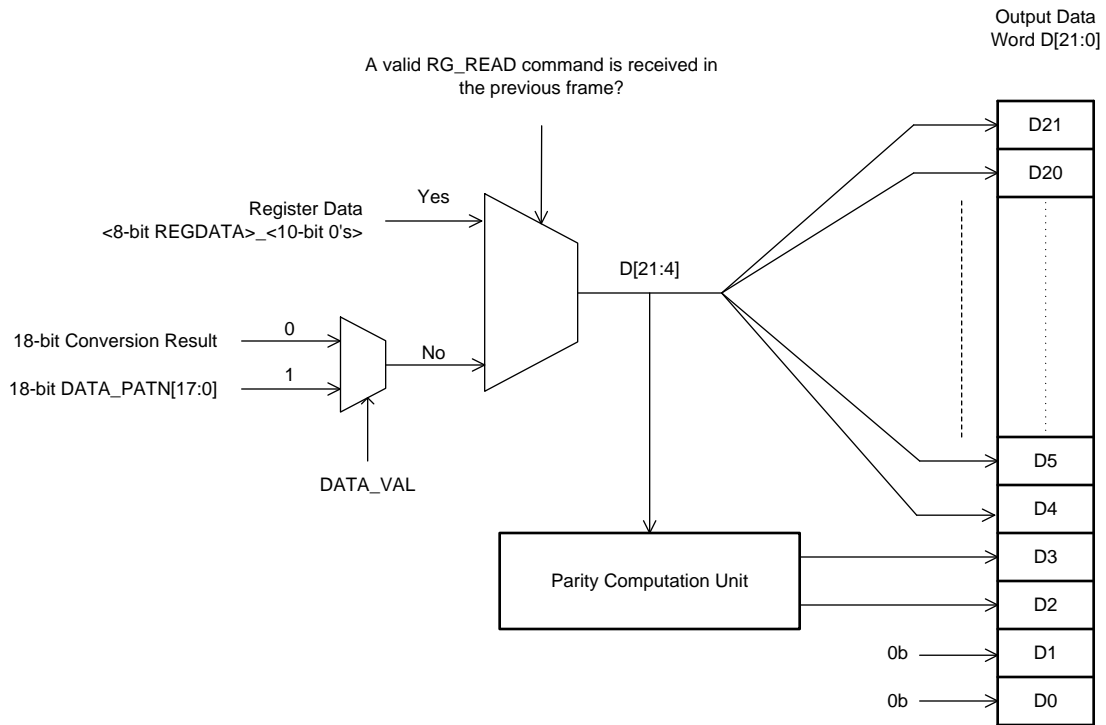 Output Data
Word D[21:0]
A valid RG_READ command is received in
the previous frame?
D21
D20
Yes
Register Data
<8-bit REGDATA>_<10-bit 0's>
D[21:4]
0
18-bit Conversion Result
No
1
18-bit DATA_PATN[17:0]
DATA_VAL
D5
D4
D3
Parity Computation Unit
D2
0b
D1
0b
D0